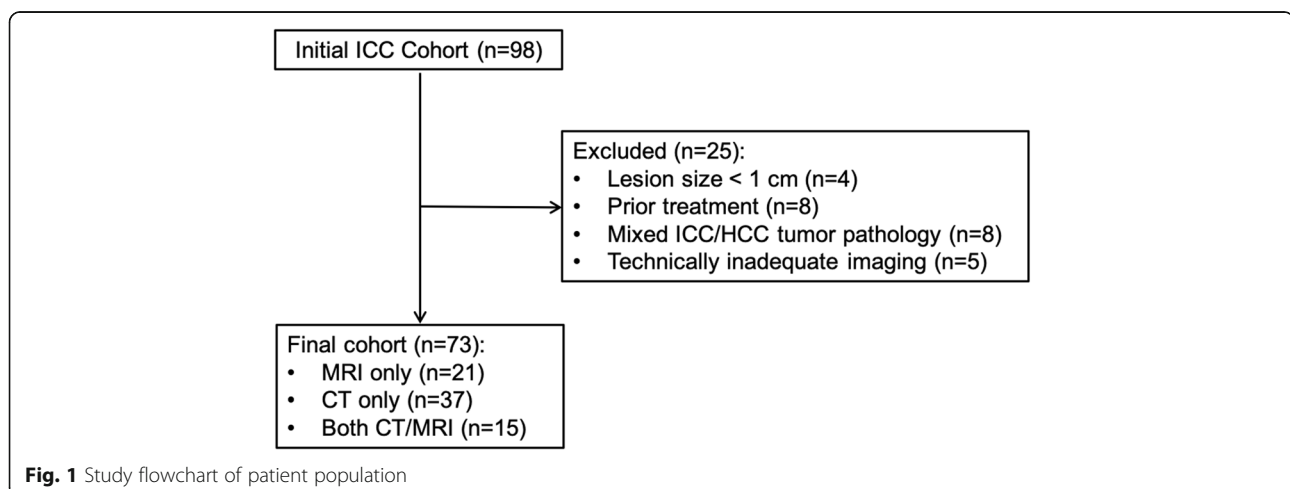 Initial ICC Cohort (n=98)
Excluded (n=25):
• Lesion size < 1 cm (n=4)
• Prior treatment (n=8)
• Mixed ICC/HCC tumor pathology (n=8)
• Technically inadequate imaging (n=5)
Final cohort (n=73):
• MRI only (n=21)
• CT only (n=37)
• Both CT/MRI (n=15)
Fig. 1 Study flowchart of patient population